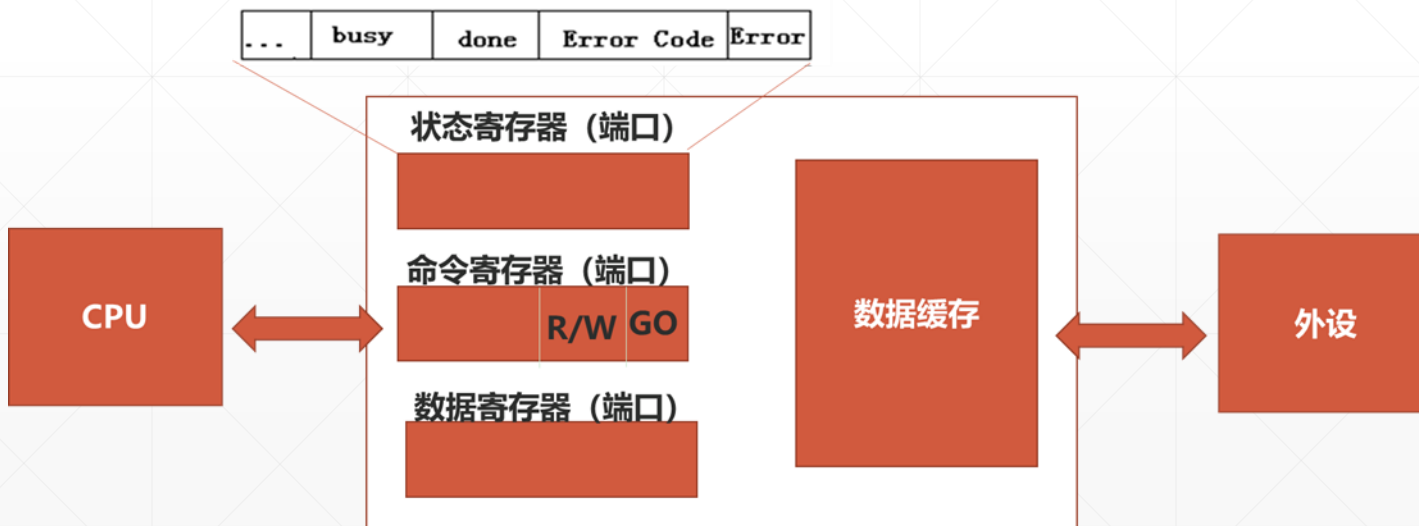 ... busy done Error Code Error
状态寄存器（端口）
命令寄存器（端口）
R/W GO
数据寄存器（端口）
CPU
数据缓存
外设